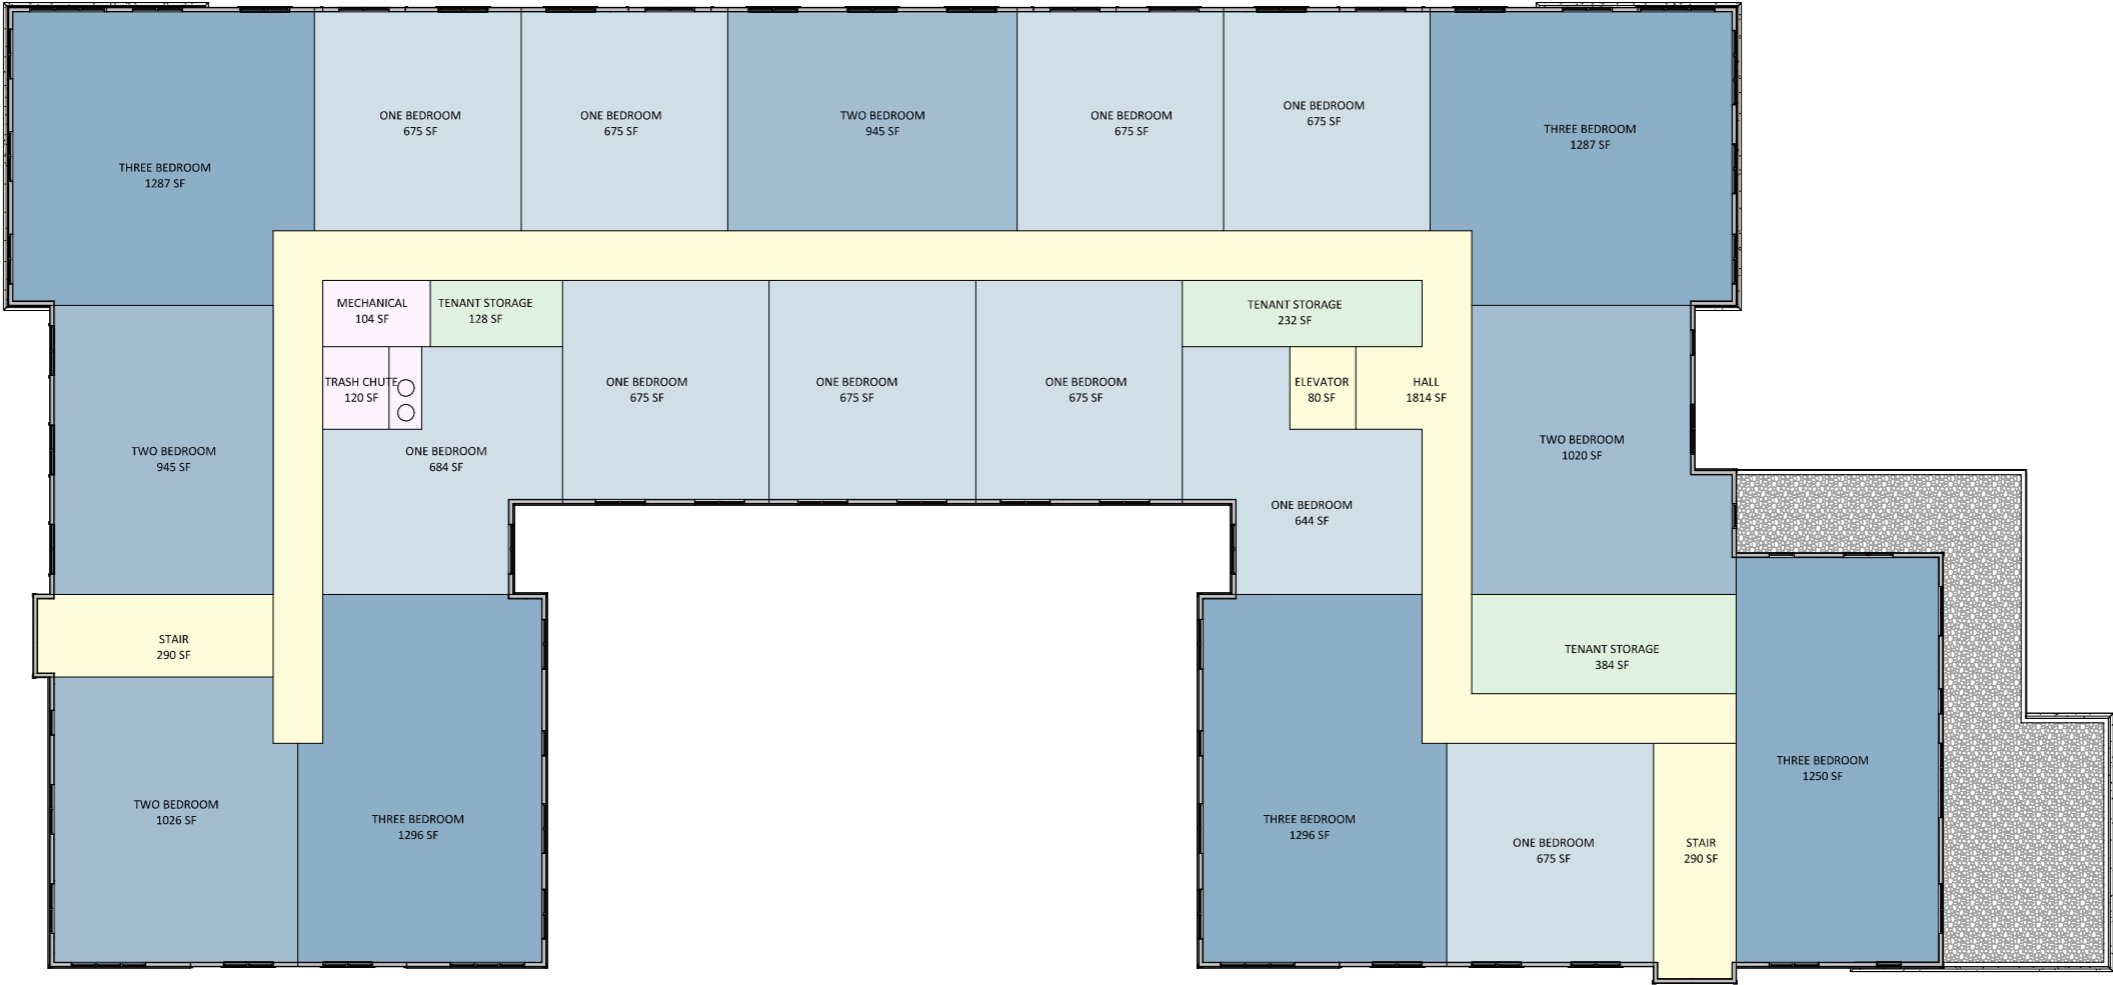 ONE BEDROOM
675 SF
ONE BEDROOM
675 SF
TWO BEDROOM
945 SF
ONE BEDROOM
675 SF
ONE BEDROOM
675 SF
THREE BEDROOM
1287 SF
THREE BEDROOM
1287 SF
MECHANICAL
104 SF
TENANT STORAGE
128 SF
TENANT STORAGE
232 SF
TRASH CHUTE
120 SF
ONE BEDROOM
675 SF
ONE BEDROOM
675 SF
ONE BEDROOM
675 SF
ELEVATOR
80 SF
HALL
1814 SF
TWO BEDROOM
945 SF
ONE BEDROOM
684 SF
TWO BEDROOM
1020 SF
ONE BEDROOM
644 SF
STAIR
290 SF
TENANT STORAGE
384 SF
TWO BEDROOM
1026 SF
THREE BEDROOM
1296 SF
THREE BEDROOM
1296 SF
ONE BEDROOM
675 SF
STAIR
290 SF
THREE BEDROOM
1250 SF